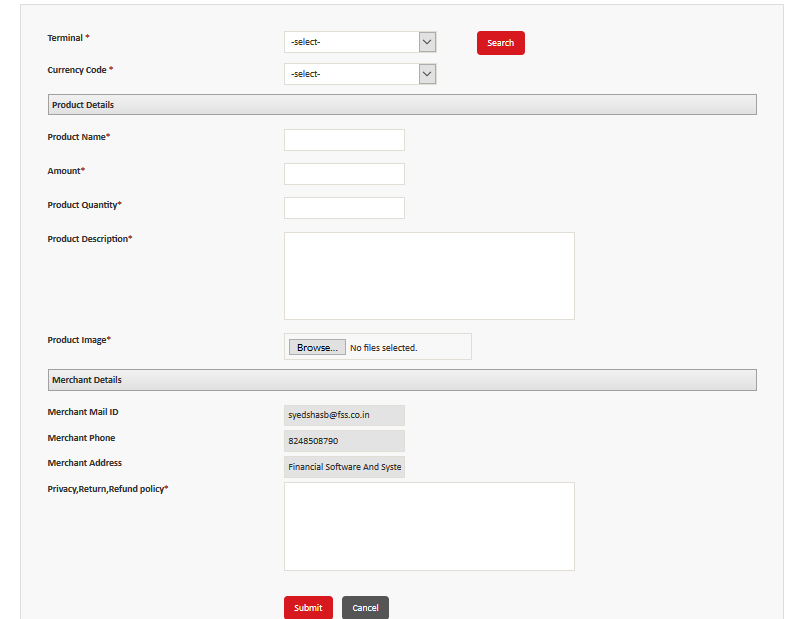 Terminal * -select- Search
Currency Code * -select-
Product Details
Product Name*
Amount*
Product Quantity*
Product Description*
Product Image* Browse... No files selected.
Merchant Details
Merchant Mail ID syedshasb@fss.co.in
Merchant Phone 8248508790
Merchant Address Financial Software And Syste
Privacy,Return,Refund policy*
Submit Cancel